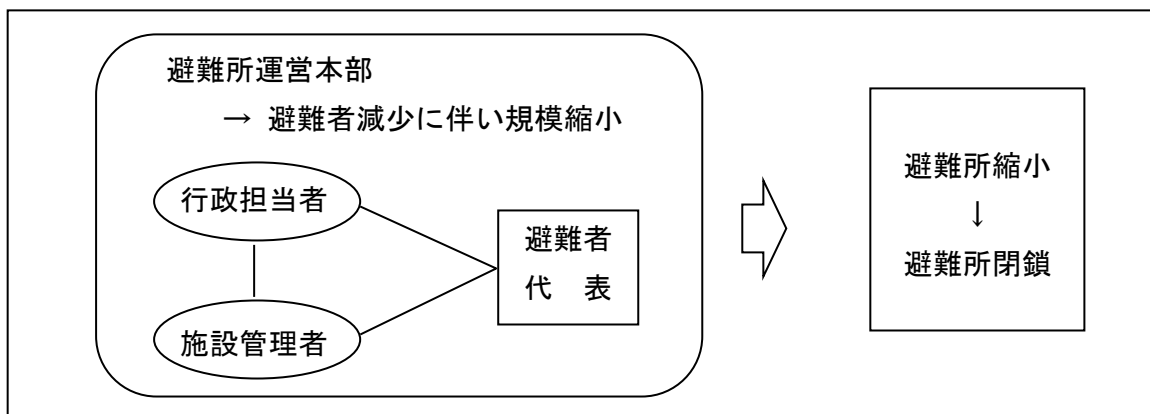 避難所運営本部
→ 避難者減少に伴い規模縮小
行政担当者
施設管理者
避難者
代 表
避難所縮小
↓
避難所閉鎖